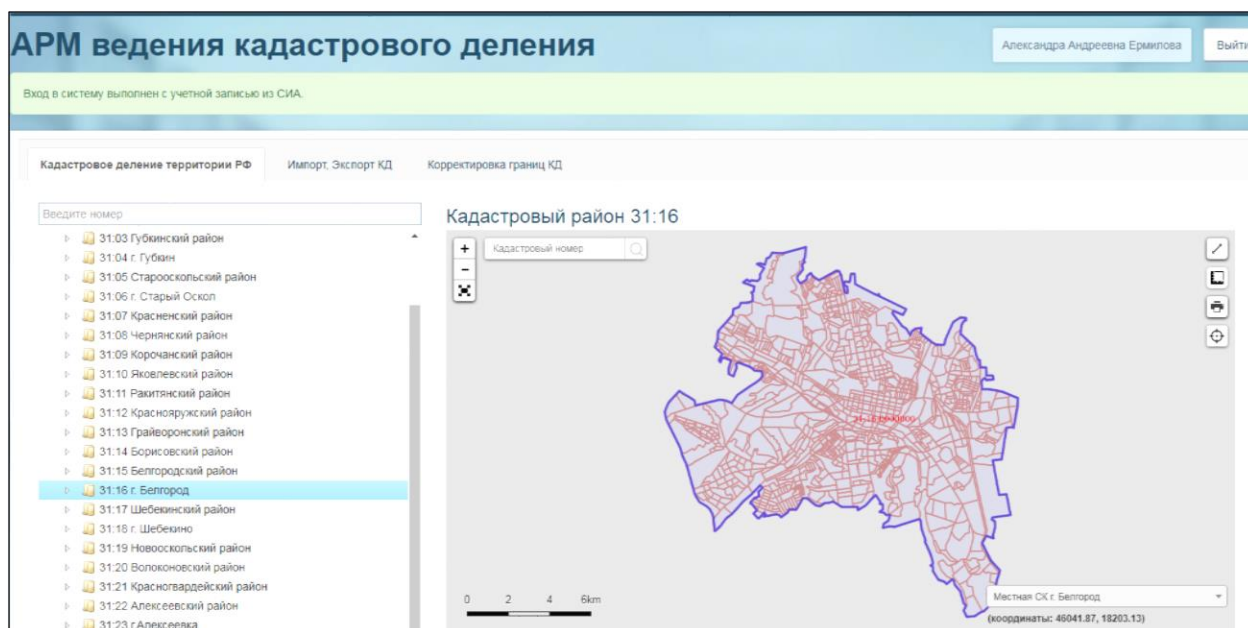 АРМ ведения кадастрового деления
Александра Андреевна Ермилова
Выйти
Вход в систему выполнен с учетной записью из СИА.
Кадастровое деление территории РФ
Импорт, Экспорт КД
Корректировка границ КД
Введите номер
31:03 Губкинский район
31:04 г. Губкин
31:05 Старооскольский район
31:06 г. Старый Оскол
31:07 Красненский район
31:08 Чернянский район
31:09 Корочанский район
31:10 Яковлевский район
31:11 Ракитянский район
31:12 Краснояружский район
31:13 Грайворонский район
31:14 Борисовский район
31:15 Белгородский район
31:16 г. Белгород
31:17 Шебекинский район
31:18 г. Шебекино
31:19 Новооскольский район
31:20 Волоконовский район
31:21 Красногвардейский район
31:22 Алексеевский район
31:23 г.Алексеевка
Кадастровый район 31:16
+
Кадастровый номер
−
0 2 4 6km
Местная СК г. Белгород
(координаты: 46041.87, 18203.13)